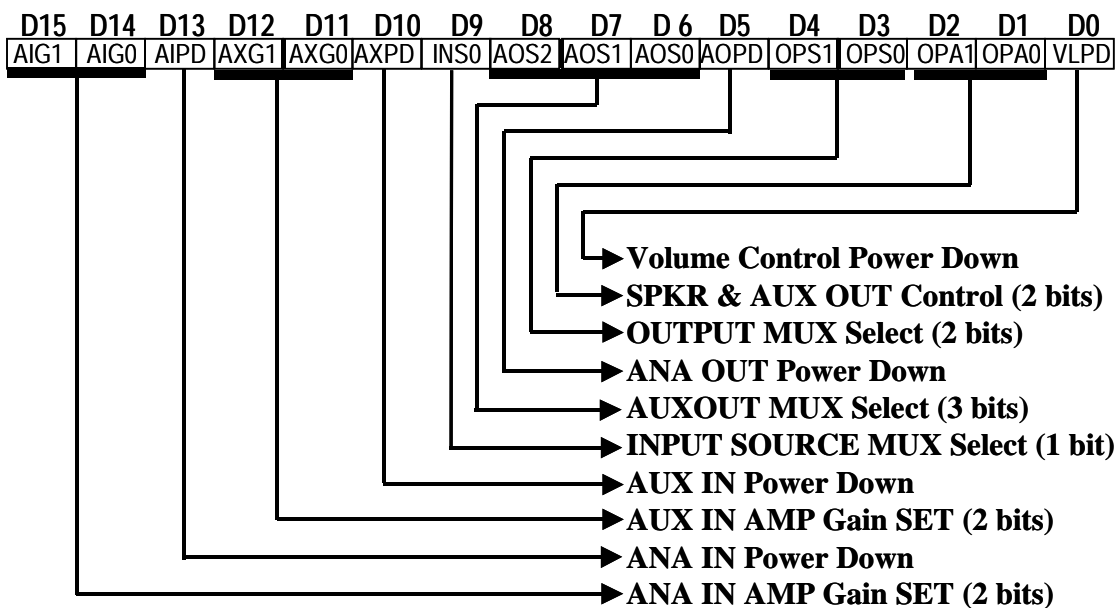 D15 D14 D13 D12 D11 D10 D9 D8 D7 D 6 D5 D4 D3 D2 D1 D0
AIG1 AIG0 AIPD AXG1 AXG0 AXPD INS0 AOS2 AOS1 AOS0 AOPD OPS1 OPS0 OPA1 OPA0 VLPD
Volume Control Power Down
SPKR & AUX OUT Control (2 bits)
OUTPUT MUX Select (2 bits)
ANA OUT Power Down
AUXOUT MUX Select (3 bits)
INPUT SOURCE MUX Select (1 bit)
AUX IN Power Down
AUX IN AMP Gain SET (2 bits)
ANA IN Power Down
ANA IN AMP Gain SET (2 bits)